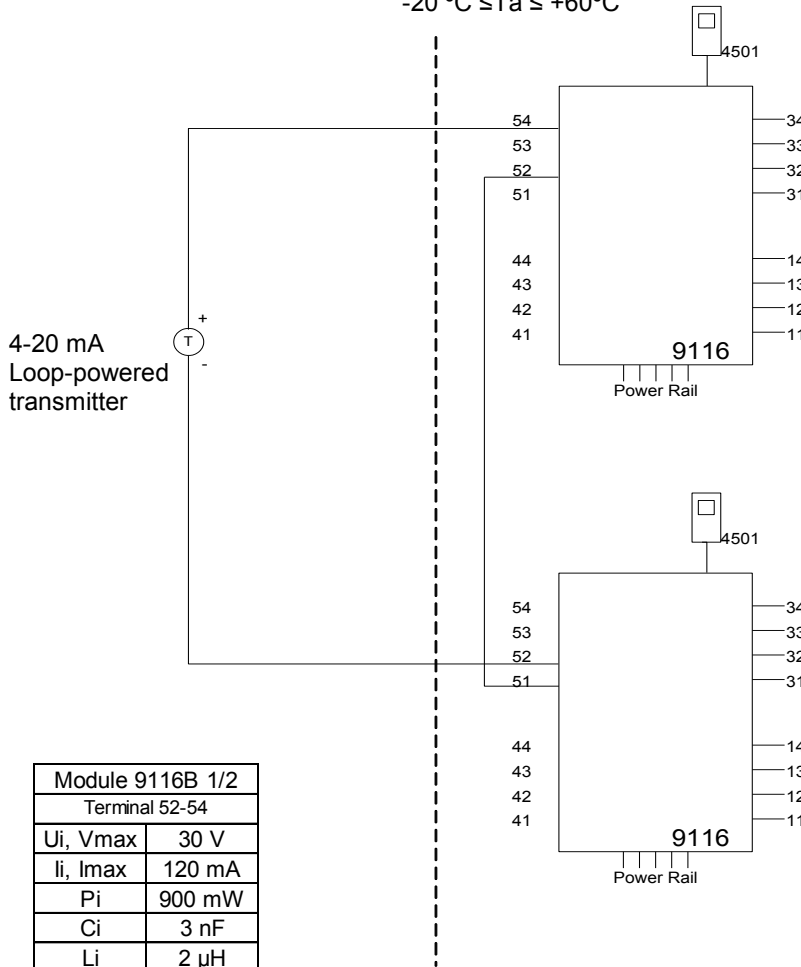 -20 ºC ≤Ta ≤ +60ºC
4501
54
53
52
51
44
43
42
41
34
33
32
31
14
13
12
11
9116
Power Rail
+
T
-
4-20 mA
Loop-powered
transmitter
4501
54
53
52
51
44
43
42
41
34
33
32
31
14
13
12
11
9116
Power Rail
Module 9116B 1/2
Terminal 52-54
Ui, Vmax 30 V
Ii, Imax 120 mA
Pi 900 mW
Ci 3 nF
Li 2 µH